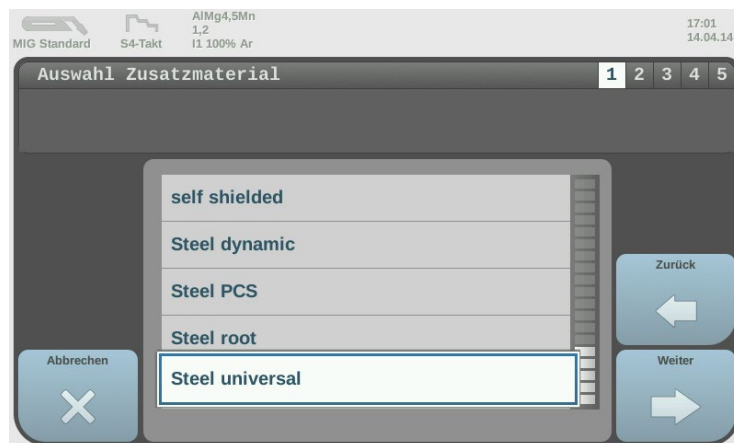 AlMg4,5Mn
1,2
MIG Standard S4-Takt I1 100% Ar
17:01
14.04.14
Auswahl Zusatzmaterial 1 2 3 4 5
self shielded
Steel dynamic
Steel PCS
Steel root
Steel universal
Zurück
Abbrechen
Weiter